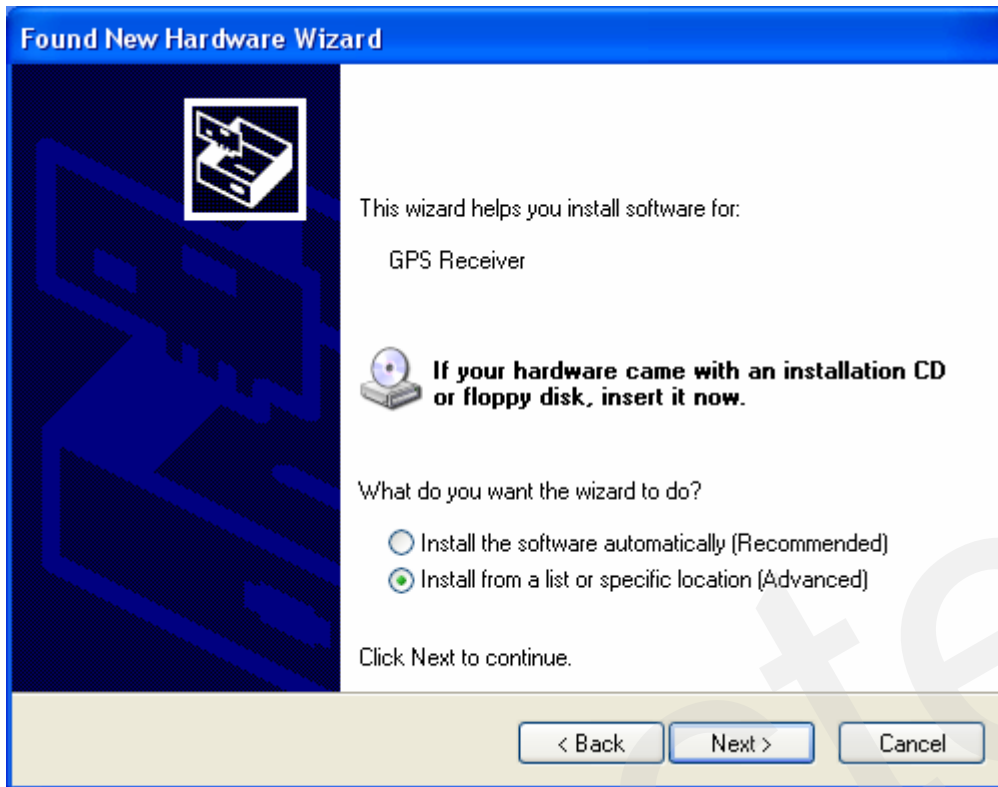 Found New Hardware Wizard
This wizard helps you install software for:
GPS Receiver
If your hardware came with an installation CD
or floppy disk, insert it now.
What do you want the wizard to do?
Install the software automatically (Recommended)
Install from a list or specific location (Advanced)
Click Next to continue.
< Back Next > Cancel